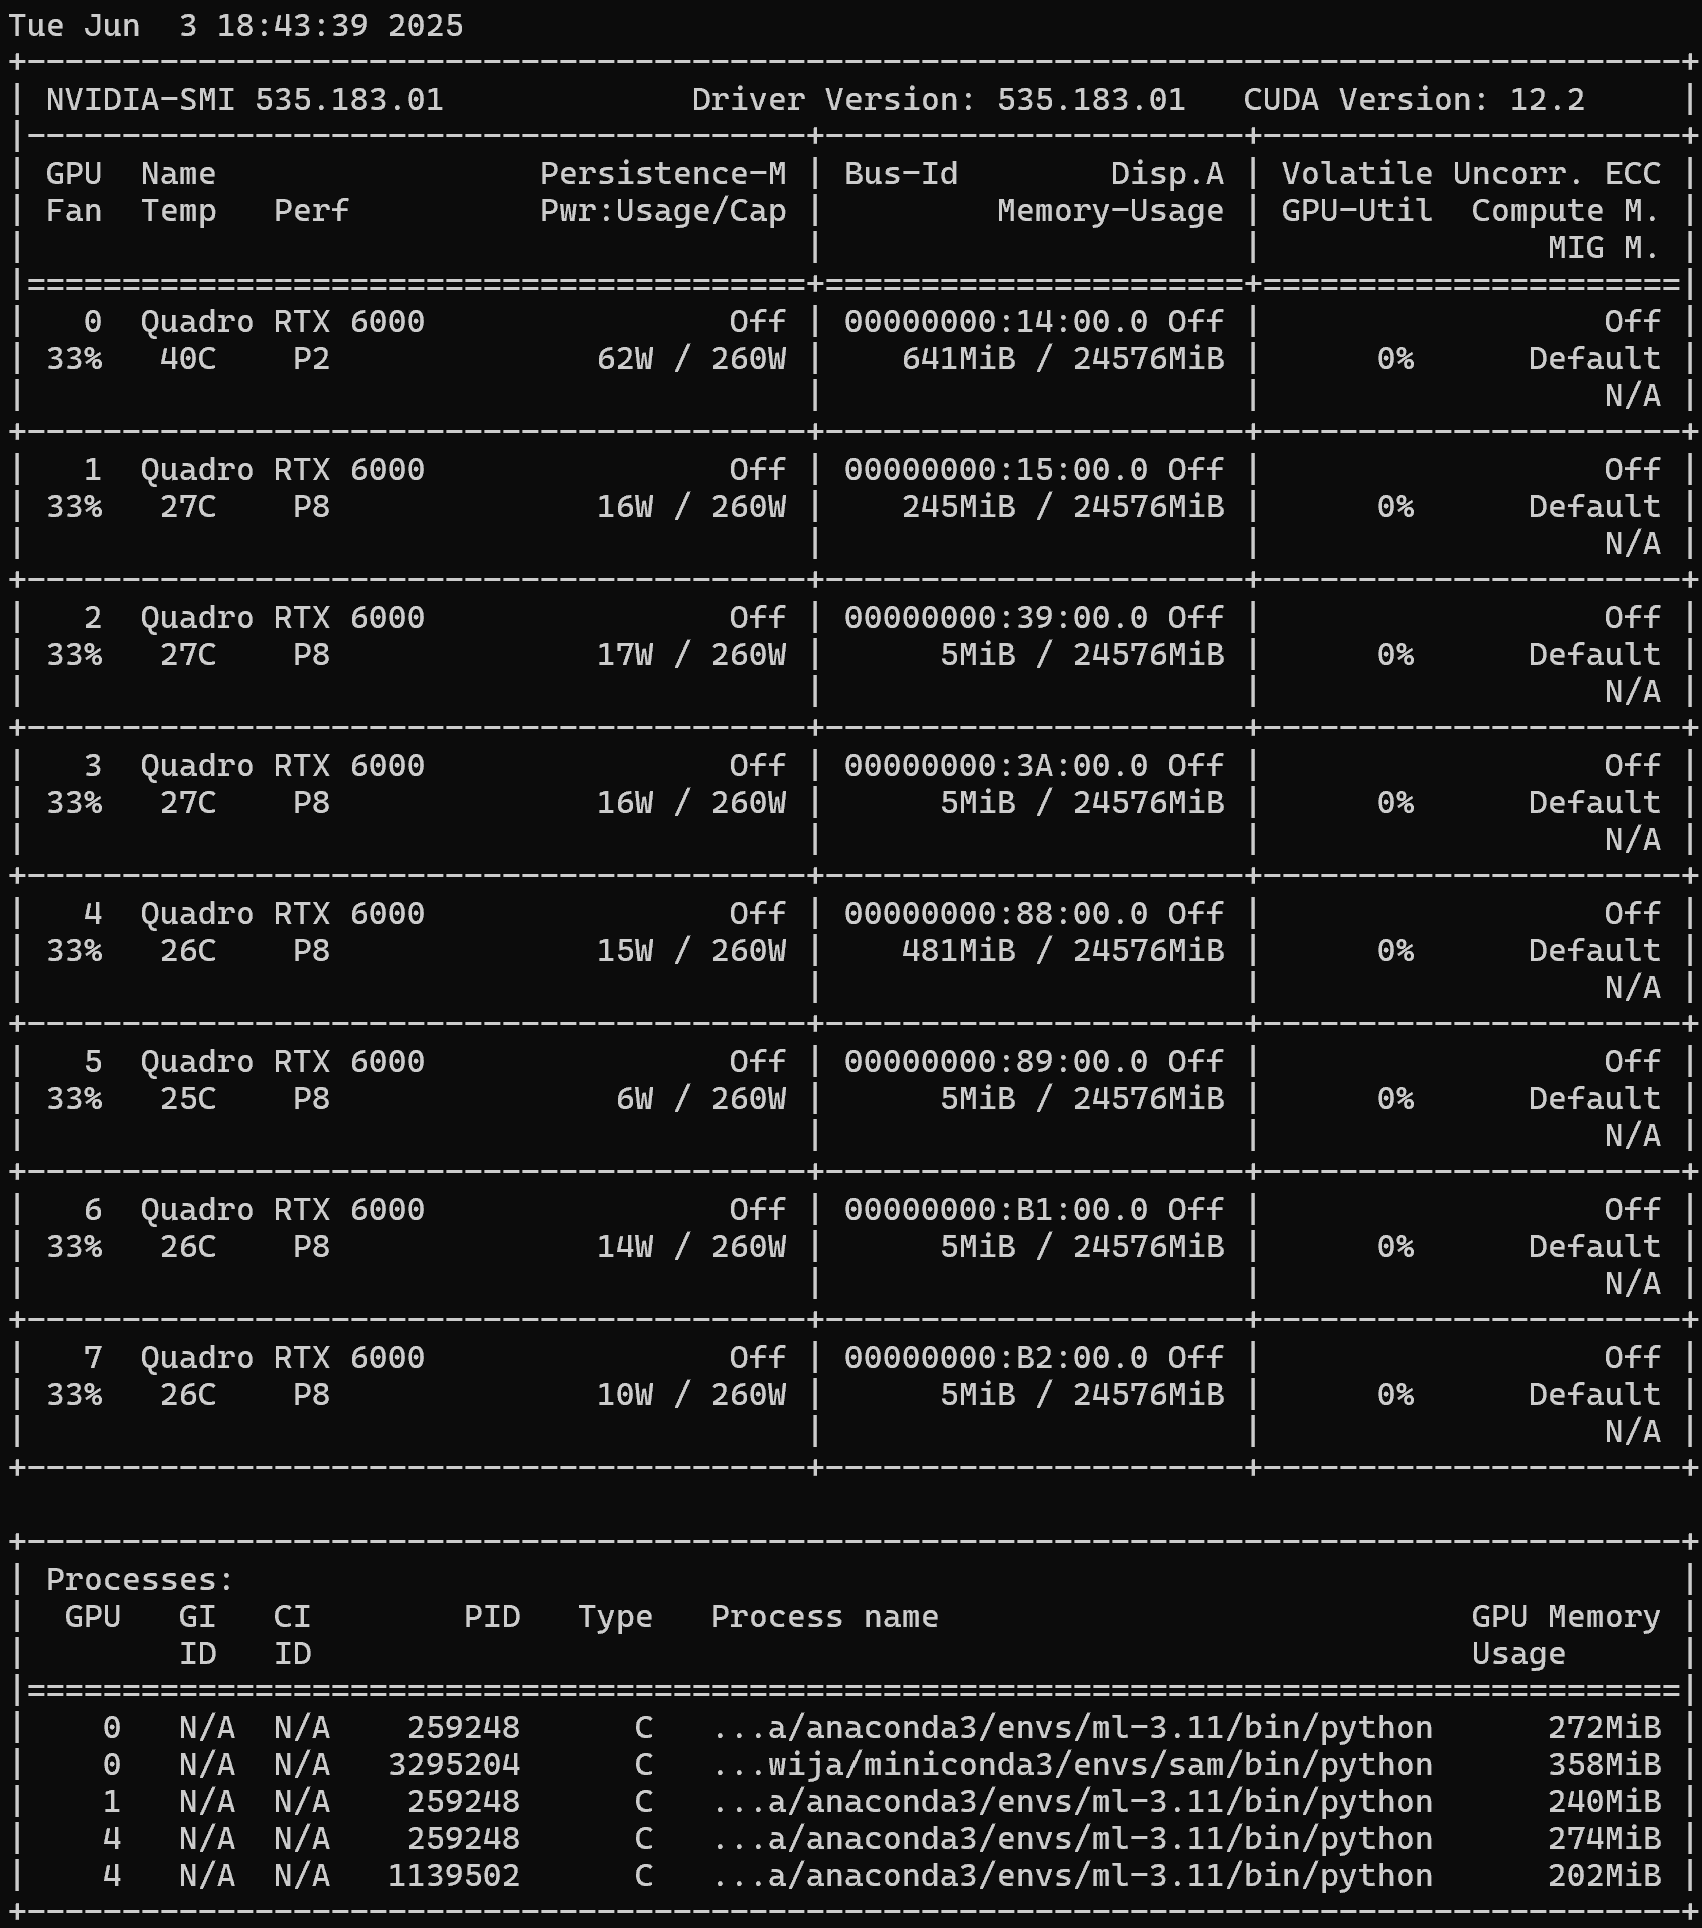 Tue Jun  3 18:43:39 2025
+---------------------------------------------------------------------------------------+
| NVIDIA-SMI 535.183.01             Driver Version: 535.183.01   CUDA Version: 12.2     |
|-----------------------------------------+----------------------+----------------------+
| GPU  Name                 Persistence-M | Bus-Id        Disp.A | Volatile Uncorr. ECC |
| Fan  Temp   Perf          Pwr:Usage/Cap |         Memory-Usage | GPU-Util  Compute M. |
|                                         |                      |               MIG M. |
|=========================================+======================+======================|
|   0  Quadro RTX 6000                Off | 00000000:14:00.0 Off |                  Off |
| 33%   40C    P2              62W / 260W |    641MiB / 24576MiB |      0%      Default |
|                                         |                      |                  N/A |
+-----------------------------------------+----------------------+----------------------+
|   1  Quadro RTX 6000                Off | 00000000:15:00.0 Off |                  Off |
| 33%   27C    P8              16W / 260W |    245MiB / 24576MiB |      0%      Default |
|                                         |                      |                  N/A |
+-----------------------------------------+----------------------+----------------------+
|   2  Quadro RTX 6000                Off | 00000000:39:00.0 Off |                  Off |
| 33%   27C    P8              17W / 260W |      5MiB / 24576MiB |      0%      Default |
|                                         |                      |                  N/A |
+-----------------------------------------+----------------------+----------------------+
|   3  Quadro RTX 6000                Off | 00000000:3A:00.0 Off |                  Off |
| 33%   27C    P8              16W / 260W |      5MiB / 24576MiB |      0%      Default |
|                                         |                      |                  N/A |
+-----------------------------------------+----------------------+----------------------+
|   4  Quadro RTX 6000                Off | 00000000:88:00.0 Off |                  Off |
| 33%   26C    P8              15W / 260W |    481MiB / 24576MiB |      0%      Default |
|                                         |                      |                  N/A |
+-----------------------------------------+----------------------+----------------------+
|   5  Quadro RTX 6000                Off | 00000000:89:00.0 Off |                  Off |
| 33%   25C    P8               6W / 260W |      5MiB / 24576MiB |      0%      Default |
|                                         |                      |                  N/A |
+-----------------------------------------+----------------------+----------------------+
|   6  Quadro RTX 6000                Off | 00000000:B1:00.0 Off |                  Off |
| 33%   26C    P8              14W / 260W |      5MiB / 24576MiB |      0%      Default |
|                                         |                      |                  N/A |
+-----------------------------------------+----------------------+----------------------+
|   7  Quadro RTX 6000                Off | 00000000:B2:00.0 Off |                  Off |
| 33%   26C    P8              10W / 260W |      5MiB / 24576MiB |      0%      Default |
|                                         |                      |                  N/A |
+-----------------------------------------+----------------------+----------------------+

+---------------------------------------------------------------------------------------+
| Processes:                                                                            |
|  GPU   GI   CI        PID   Type   Process name                            GPU Memory |
|        ID   ID                                                             Usage      |
|=======================================================================================|
|    0   N/A  N/A    259248      C   ...a/anaconda3/envs/ml-3.11/bin/python      272MiB |
|    0   N/A  N/A   3295204      C   ...wija/miniconda3/envs/sam/bin/python      358MiB |
|    1   N/A  N/A    259248      C   ...a/anaconda3/envs/ml-3.11/bin/python      240MiB |
|    4   N/A  N/A    259248      C   ...a/anaconda3/envs/ml-3.11/bin/python      274MiB |
|    4   N/A  N/A   1139502      C   ...a/anaconda3/envs/ml-3.11/bin/python      202MiB |
+---------------------------------------------------------------------------------------+